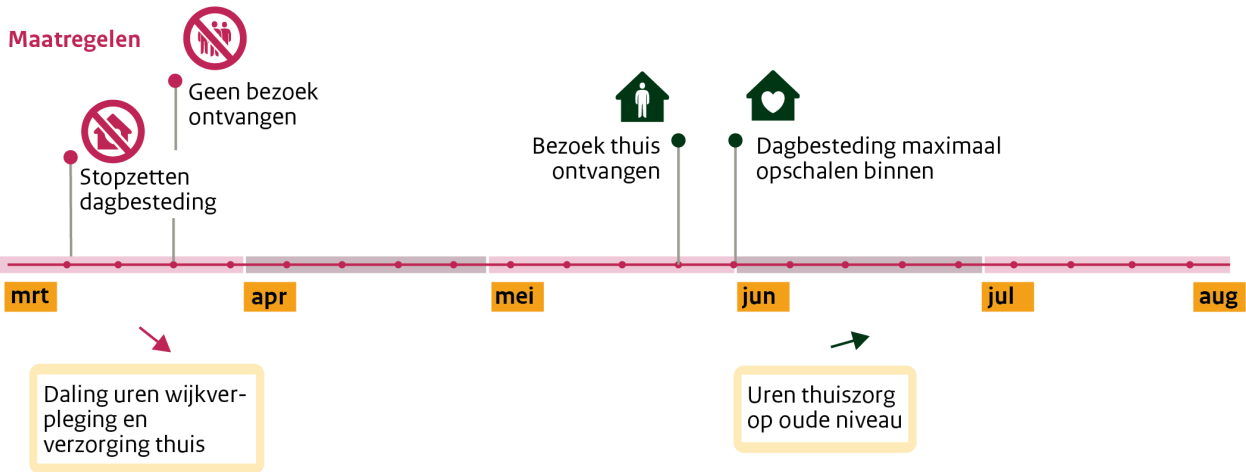 Maatregelen
Geen bezoek
ontvangen
Stopzetten
dagbesteding
Bezoek thuis
ontvangen
Dagbesteding maximaal
opschalen binnen
mrt
apr
mei
jun
jul
aug
Daling uren wijkver-
pleging en
verzorging thuis
Uren thuiszorg
op oude niveau